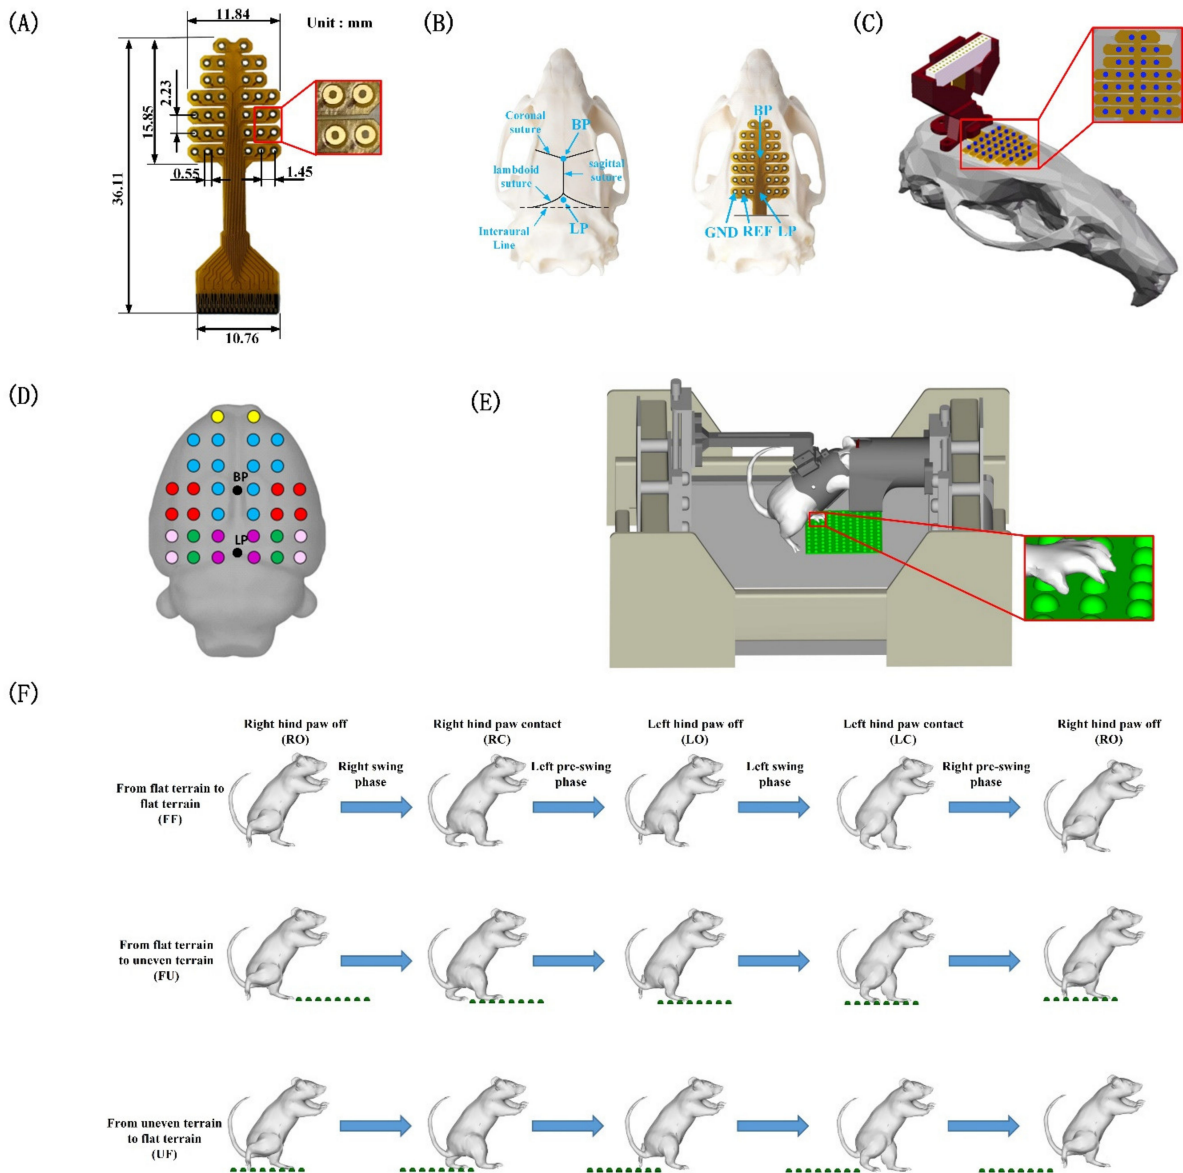 (A)
11.84
Unit : mm
36.11
15.85
2.23
0.55
1.45
10.76
(B)
Coronal
suture
BP
lambdoid
suture
sagittal
suture
LP
Interaural
Line
BP
GND REF LP
(C)
(D)
BP
LP
(E)
(F)
Right hind paw off
(RO)
Right hind paw contact
(RC)
Left hind paw off
(LO)
Left hind paw contact
(LC)
Right hind paw off
(RO)
Right swing
phase
Left pre-swing
phase
Left swing
phase
Right pre-swing
phase
From flat terrain to
flat terrain
(FF)
From flat terrain
to uneven terrain
(FU)
From uneven terrain
to flat terrain
(UF)